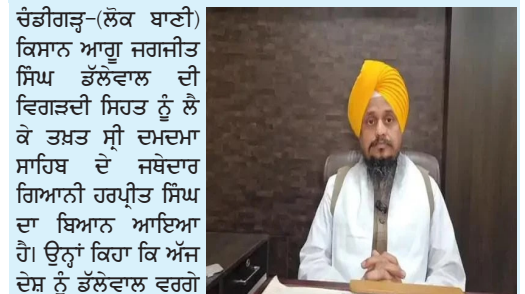 ਚੰਡੀਗੜ੍ਹ-(ਲੋਕ ਬਾਣੀ)
ਕਿਸਾਨ ਆਗੂ ਜਗਜੀਤ
ਸਿੰਘ ਡੱਲੇਵਾਲ ਦੀ
ਵਿਗੜਦੀ ਸਿਹਤ ਨੂੰ ਲੈ
ਕੇ ਤਖ਼ਤ ਸ੍ਰੀ ਦਮਦਮਾ
ਸਾਹਿਬ ਦੇ ਜਥੇਦਾਰ
ਗਿਆਨੀ ਹਰਪ੍ਰੀਤ ਸਿੰਘ
ਦਾ ਬਿਆਨ ਆਇਆ
ਹੈ। ਉਨ੍ਹਾਂ ਕਿਹਾ ਕਿ ਅੱਜ
ਦੇਸ਼ ਨੂੰ ਡੱਲੇਵਾਲ ਵਰਗੇ